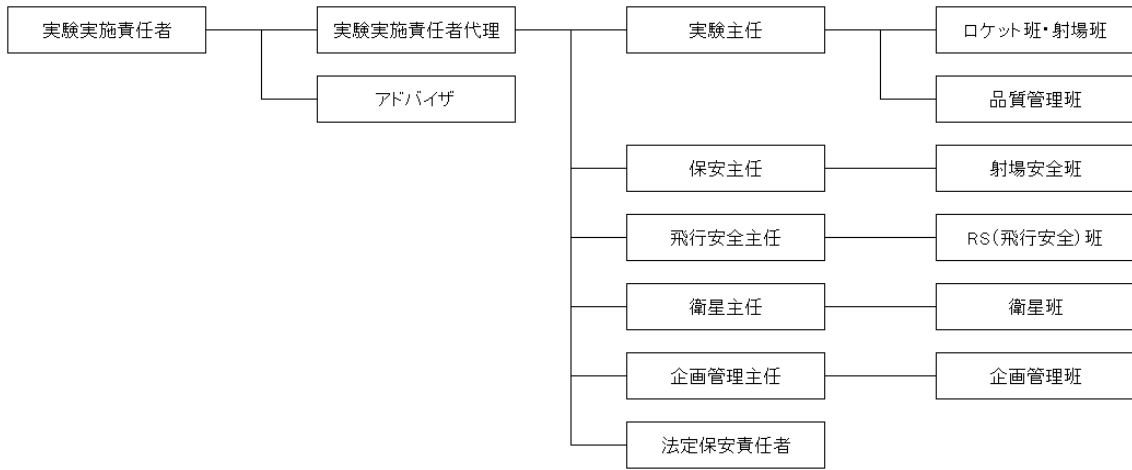 実験実施責任者
実験実施責任者代理
実験主任
ロケット班・射場班
アドバイザ
品質管理班
保安主任
射場安全班
飛行安全主任
RS(飛行安全)班
衛星主任
衛星班
企画管理主任
企画管理班
法定保安責任者